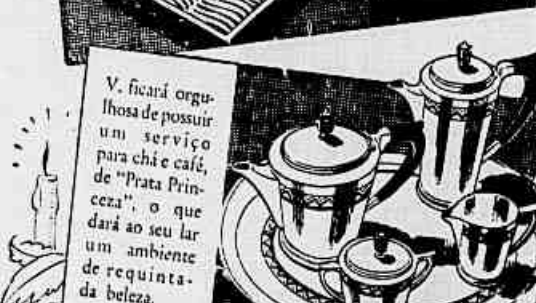 V. ficará orgu-
lhosa de possuir
um serviço
para chá e café,
de "Prata Prin-
ceza", o que
dará ao seu lar
um ambiente
de requinta-
da beleza.